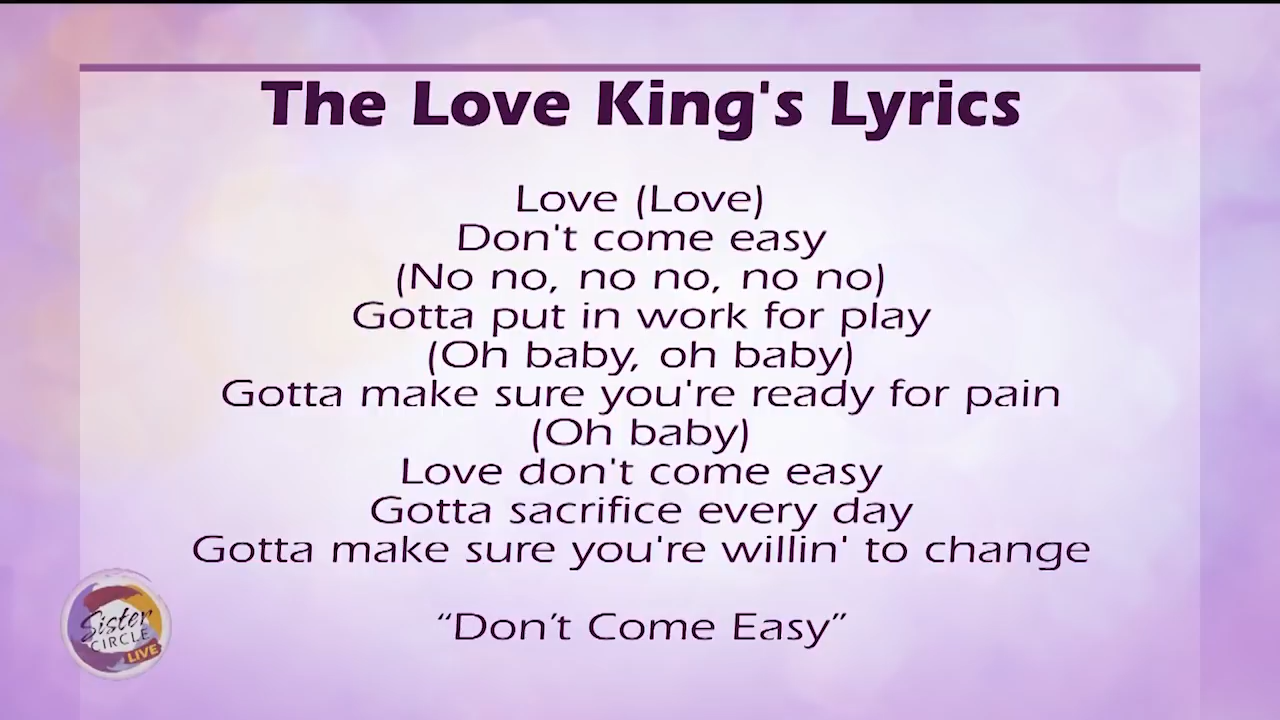 The Love King's Lyrics
Love (Love)
Don't come easy
(No no, no no, no no)
Gotta put in work for play
(Oh baby, oh baby)
Gotta make sure you're ready for pain
(Oh baby)
Love don't come easy
Gotta sacrifice every day
Gotta make sure you're willin' to change
“Don’t Come Easy”
Sister
CIRCLE
LIVE